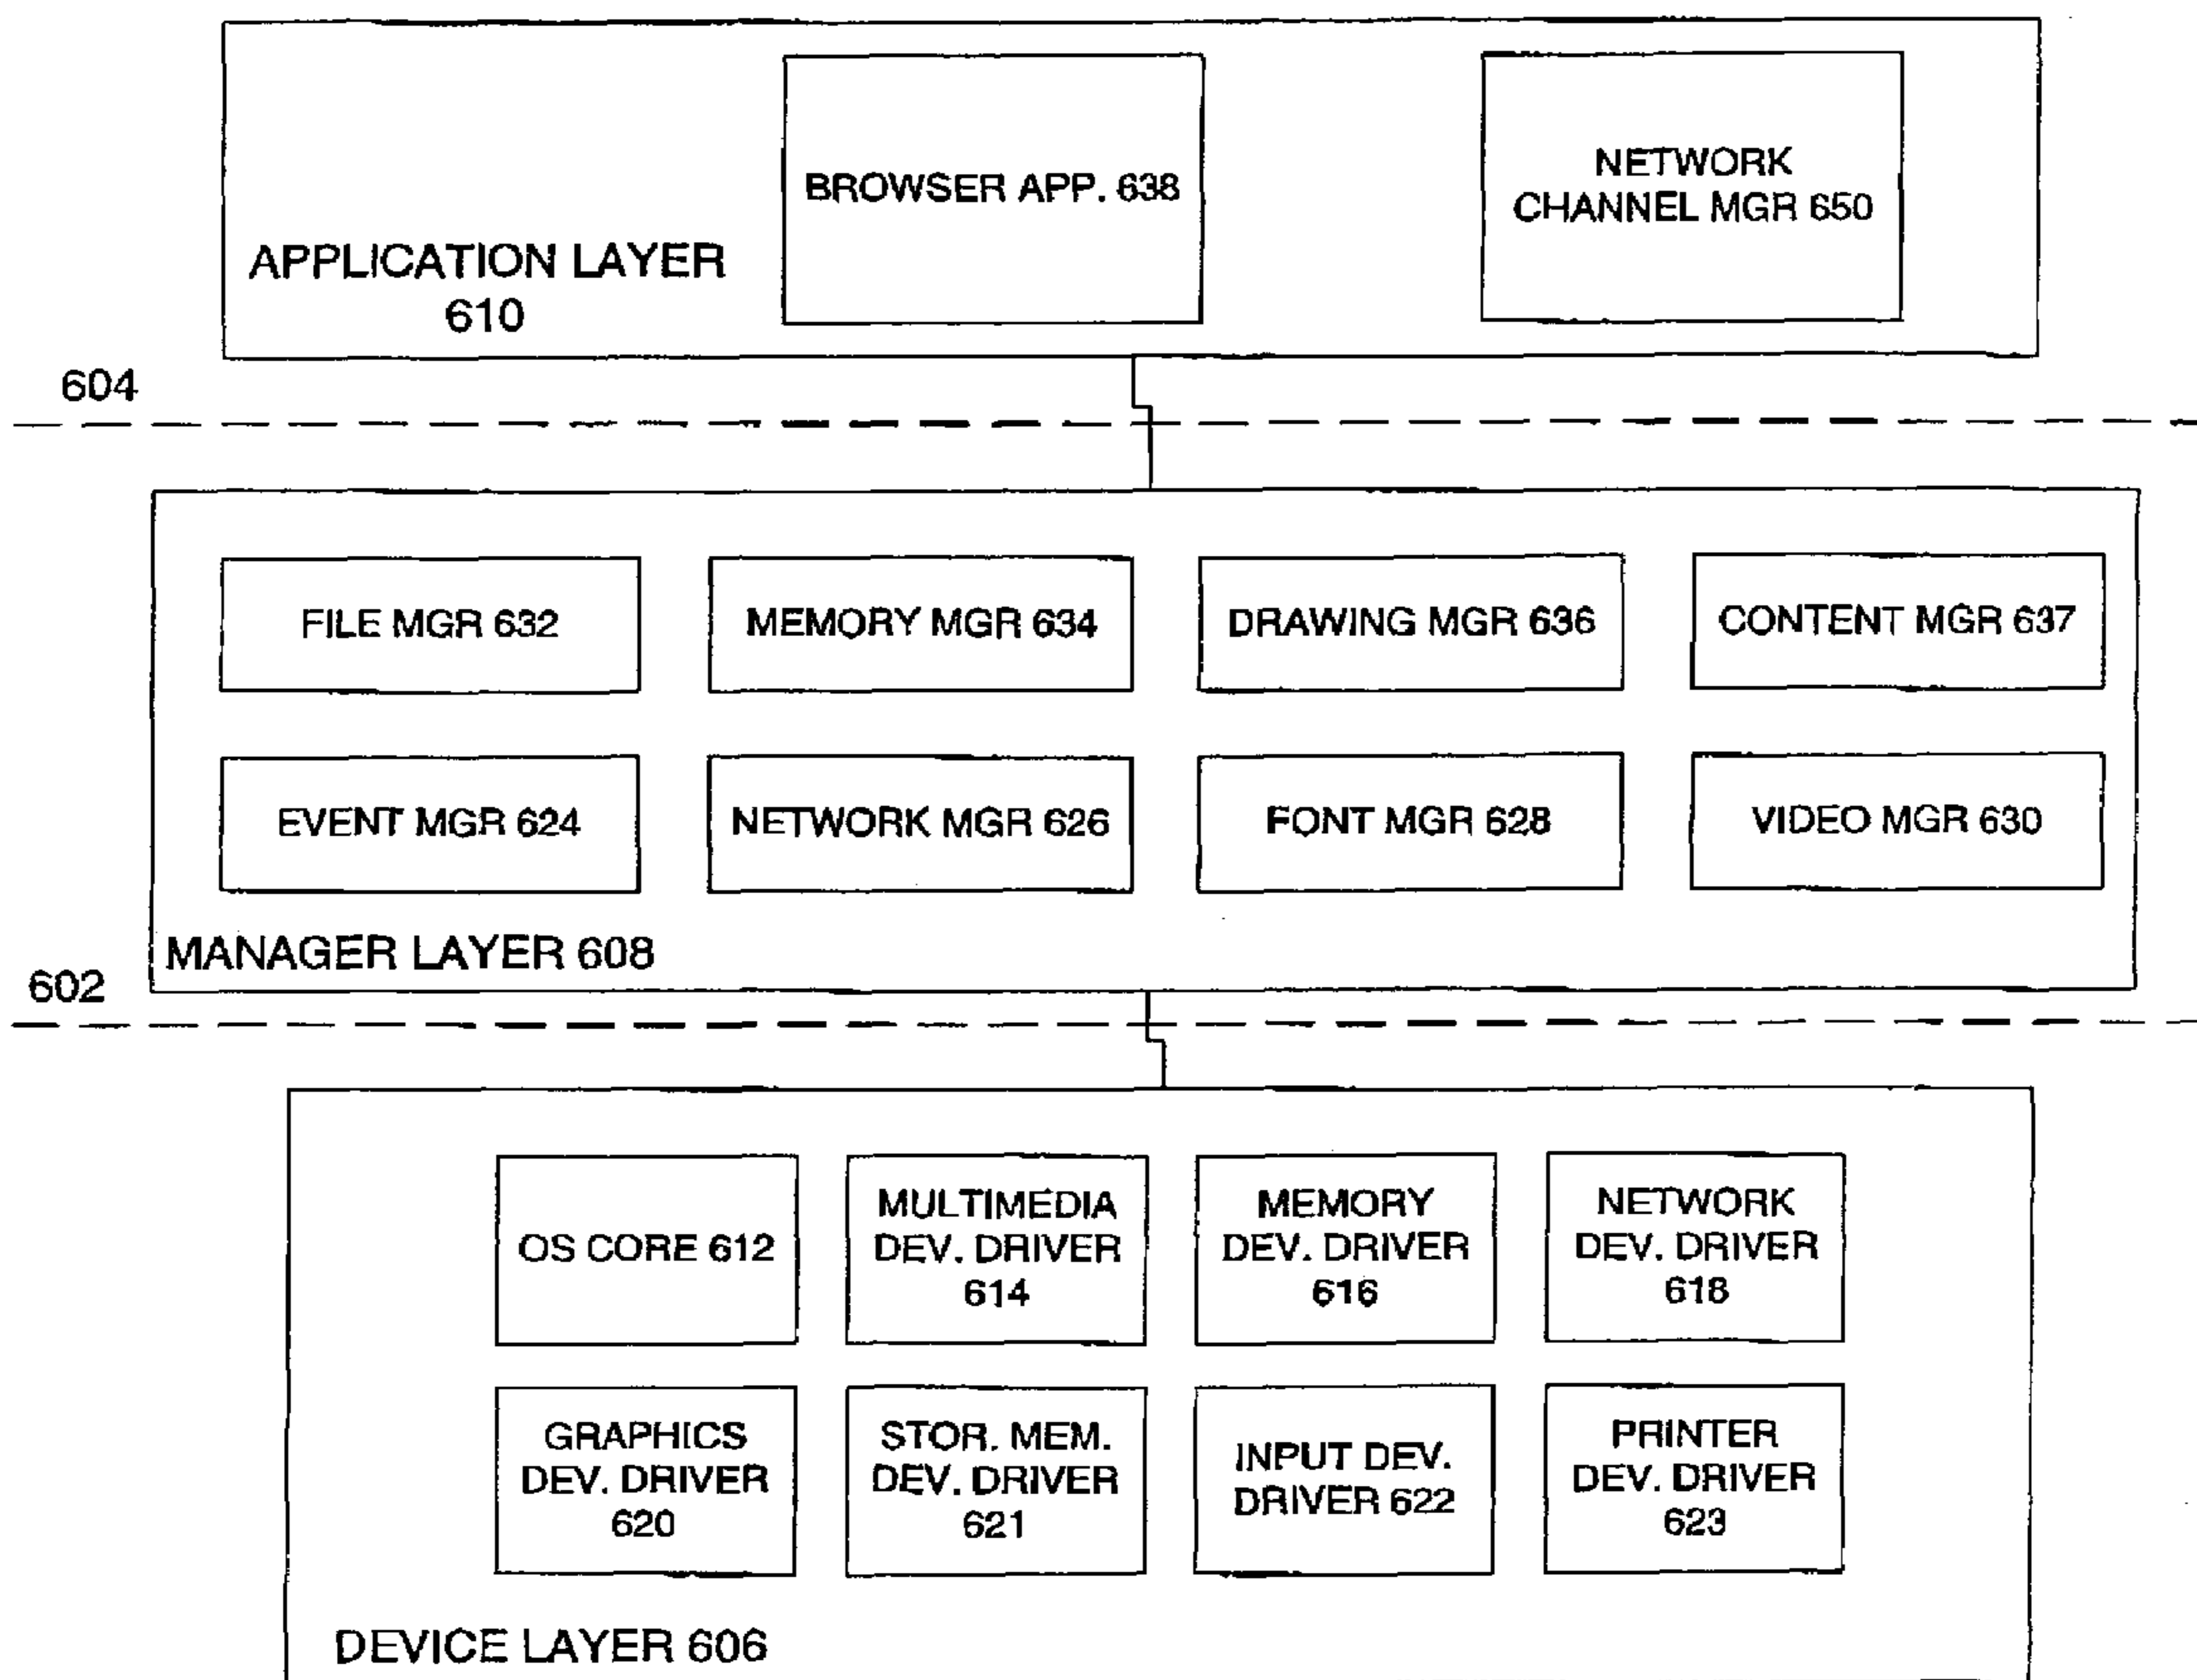 BROWSER APP. 638
NETWORK
CHANNEL MGR 650
APPLICATION LAYER
610
604
FILE MGR 632
MEMORY MGR 634
DRAWING MGR 636
CONTENT MGR 637
EVENT MGR 624
NETWORK MGR 626
FONT MGR 628
VIDEO MGR 630
MANAGER LAYER 608
602
OS CORE 612
MULTIMEDIA
DEV. DRIVER
614
MEMORY
DEV. DRIVER
616
NETWORK
DEV. DRIVER
618
GRAPHICS
DEV. DRIVER
620
STOR. MEM.
DEV. DRIVER
621
INPUT DEV.
DRIVER 622
PRINTER
DEV. DRIVER
623
DEVICE LAYER 606